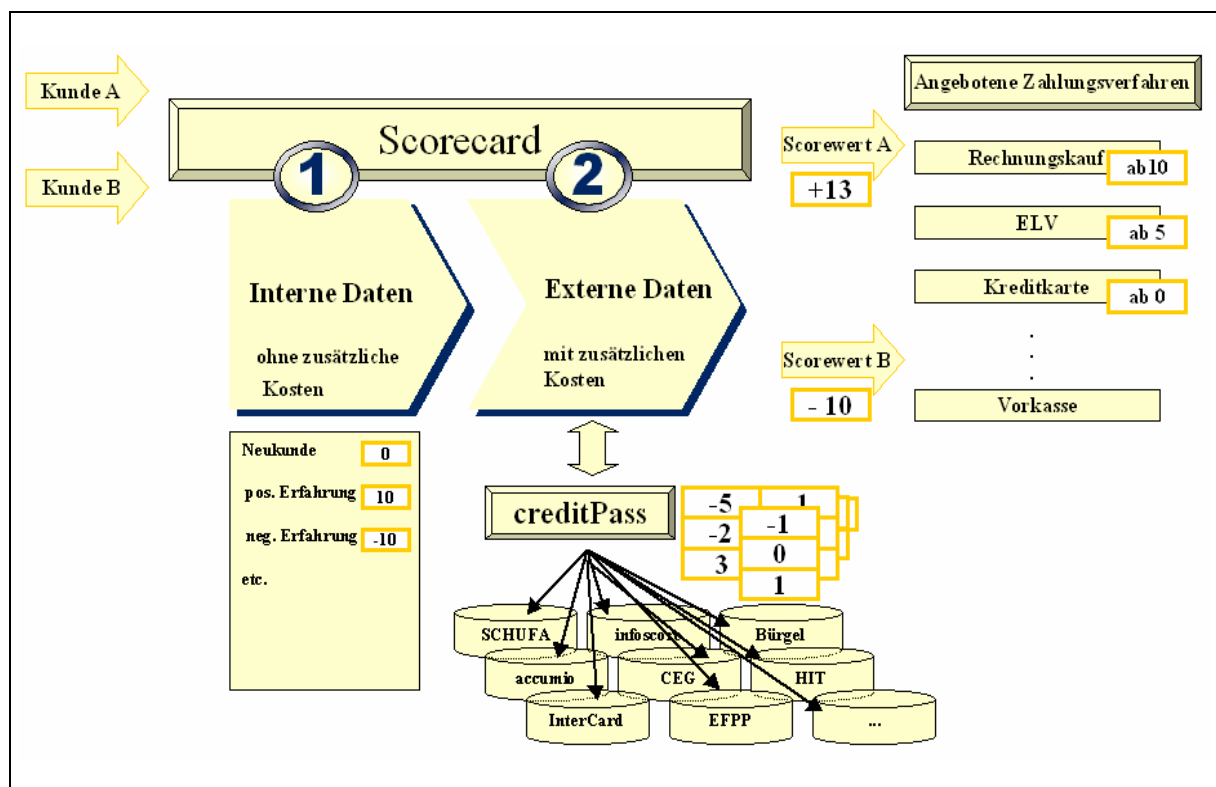 Kunde A
Kunde B
Scorecard
1
2
Interne Daten
ohne zusätzliche
Kosten
Externe Daten
mit zusätzlichen
Kosten
Neukunde
0
pos. Erfahrung
10
neg. Erfahrung
-10
etc.
creditPass
-5
1
-2
3
-1
0
1
SCHUFA
infoscore
Bürgel
accumio
CEG
HIT
InterCard
EFPP
...
Scorewert A
+13
Scorewert B
- 10
Angebotene Zahlungsverfahren
Rechnungskauf
ab10
ELV
ab 5
Kreditkarte
ab 0
.
.
.
Vorkasse